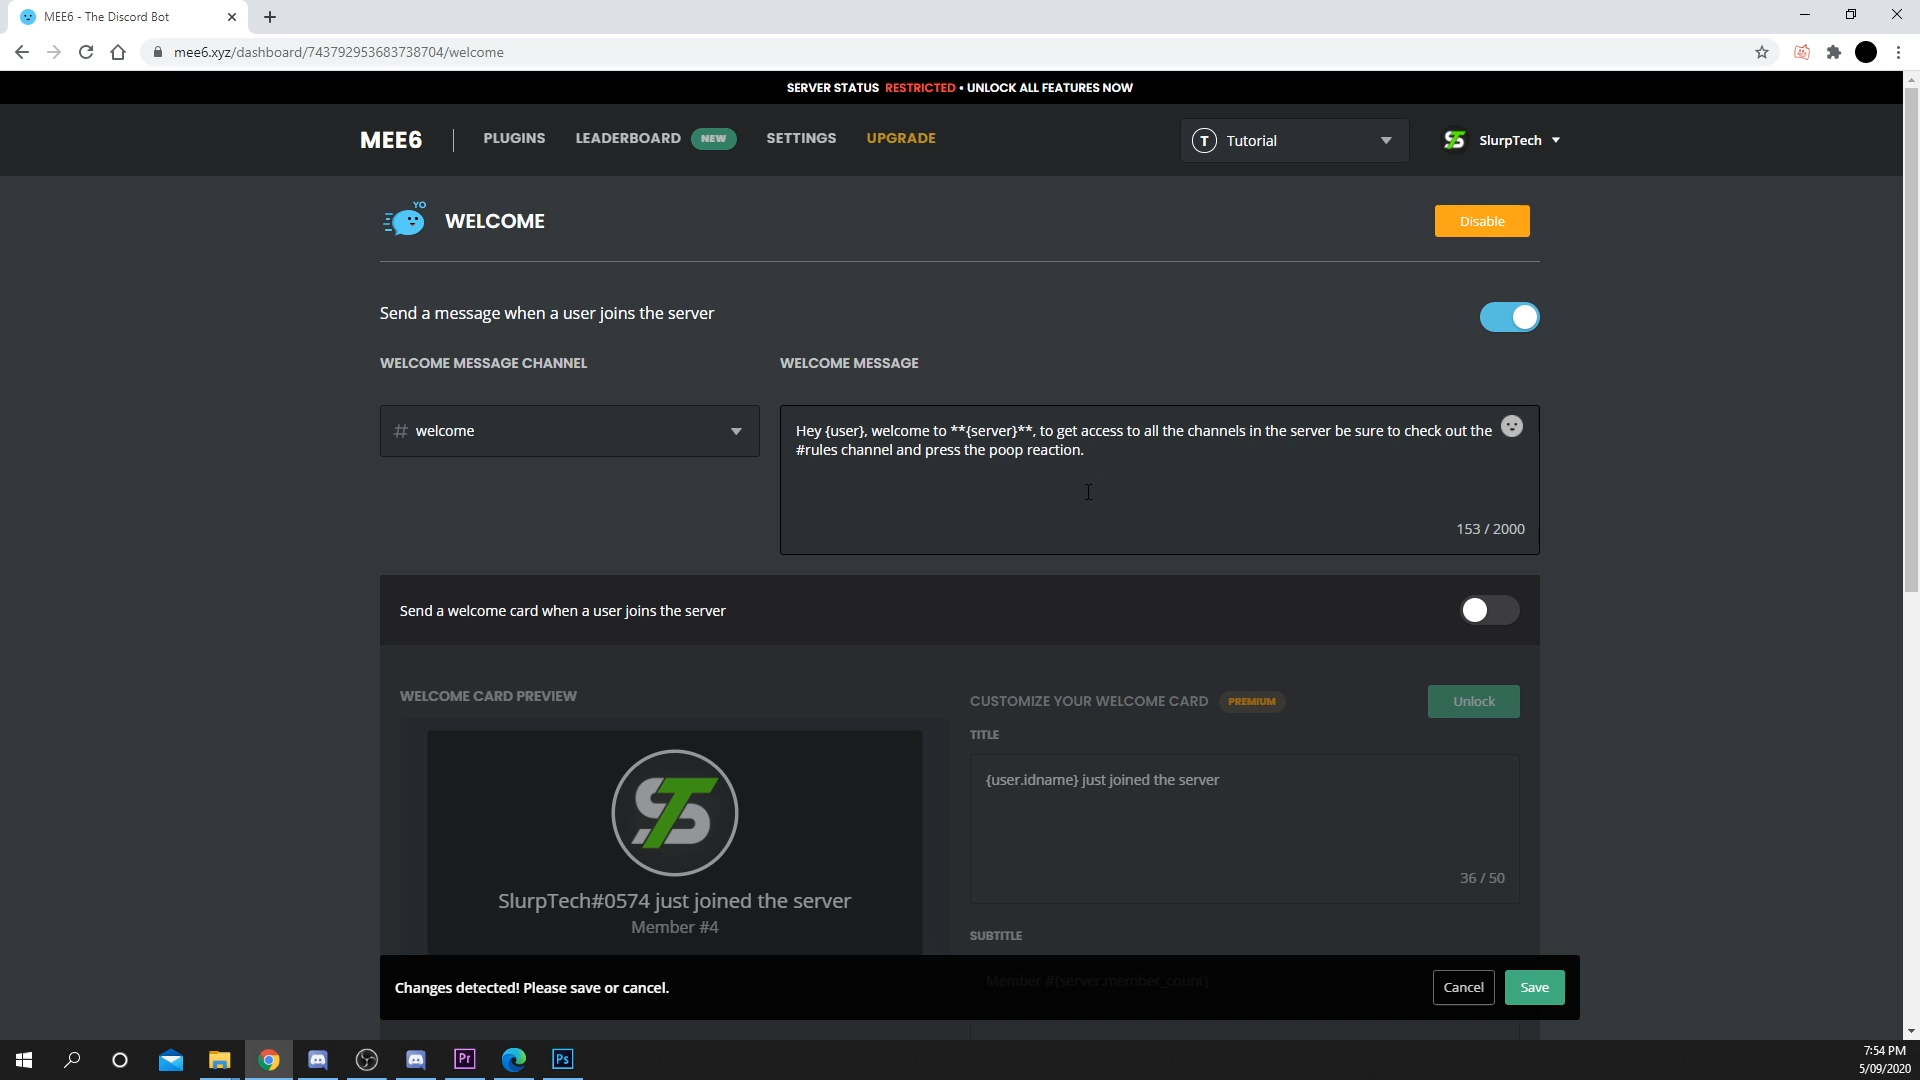 MEE6 - The Discord Bot
mee6.xyz/dashboard/743792953683738704/welcome
SERVER STATUS RESTRICTED • UNLOCK ALL FEATURES NOW
MEE6
PLUGINS
LEADERBOARD NEW
SETTINGS
UPGRADE
T Tutorial
SlurpTech
YO
WELCOME
Disable
Send a message when a user joins the server
WELCOME MESSAGE CHANNEL
WELCOME MESSAGE
# welcome
Hey {user}, welcome to **{server}**, to get access to all the channels in the server be sure to check out the
#rules channel and press the poop reaction.
153 / 2000
Send a welcome card when a user joins the server
WELCOME CARD PREVIEW
CUSTOMIZE YOUR WELCOME CARD PREMIUM
Unlock
TITLE
{user.idname} just joined the server
36 / 50
ST
SlurpTech#0574 just joined the server
Member #4
SUBTITLE
Member #{server.member_count}
Changes detected! Please save or cancel.
Cancel
Save
Pr
Ps
7:54 PM
5/09/2020